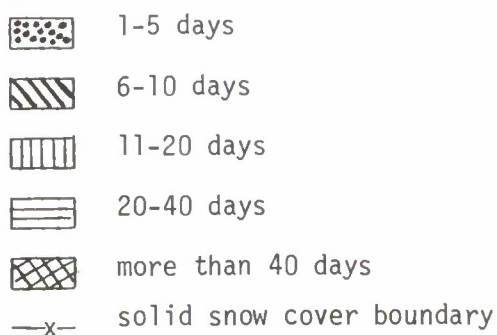 1-5 days
6-10 days
11-20 days
20-40 days
more than 40 days
—x— solid snow cover boundary